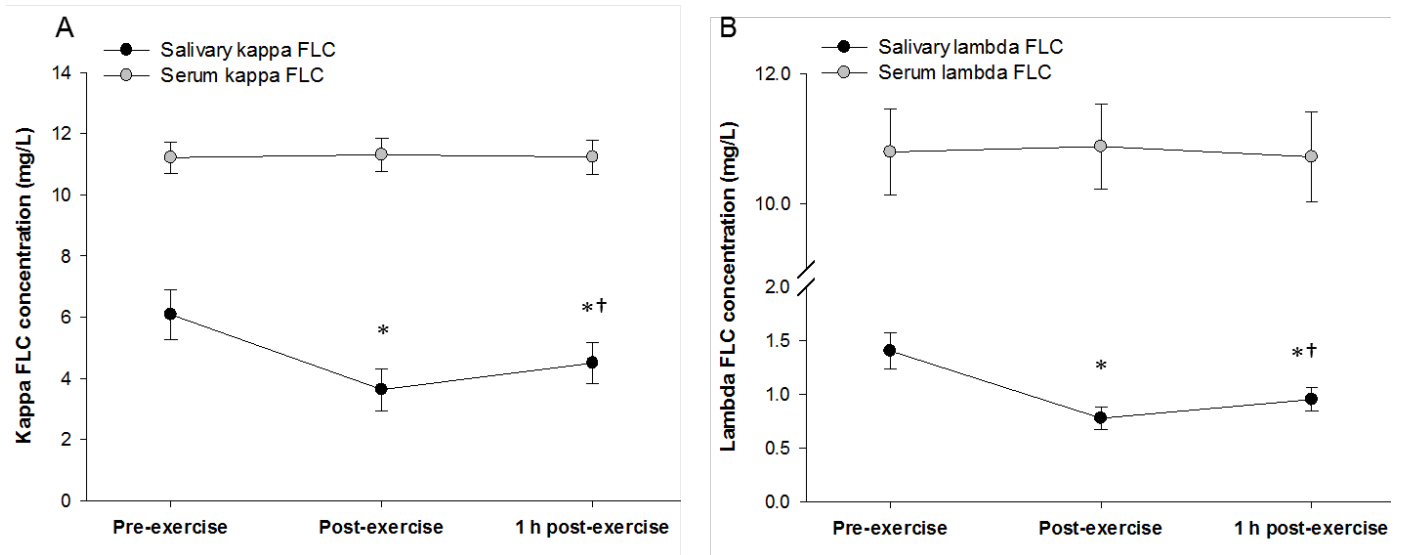 A
Salivary kappa FLC
Serum kappa FLC
Kappa FLC concentration (mg/L)
14
12
10
8
6
4
2
0
*
*†
Pre-exercise
Post-exercise
1 h post-exercise
B
Salivary lambda FLC
Serum lambda FLC
Lambda FLC concentration (mg/L)
12.0
10.0
2.0
1.5
1.0
0.5
0.0
*
*†
Pre-exercise
Post-exercise
1 h post-exercise